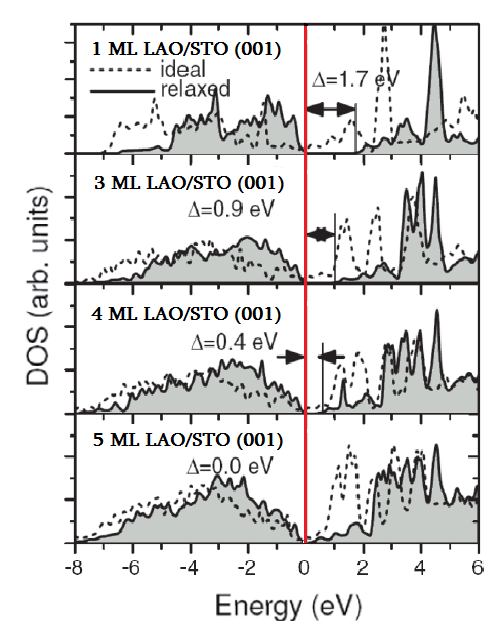 1 ML LAO/STO (001)
ideal
relaxed
Δ=1.7 eV
3 ML LAO/STO (001)
Δ=0.9 eV
4 ML LAO/STO (001)
Δ=0.4 eV
5 ML LAO/STO (001)
Δ=0.0 eV
DOS (arb. units)
-8 -6 -4 -2 0 2 4 6
Energy (eV)